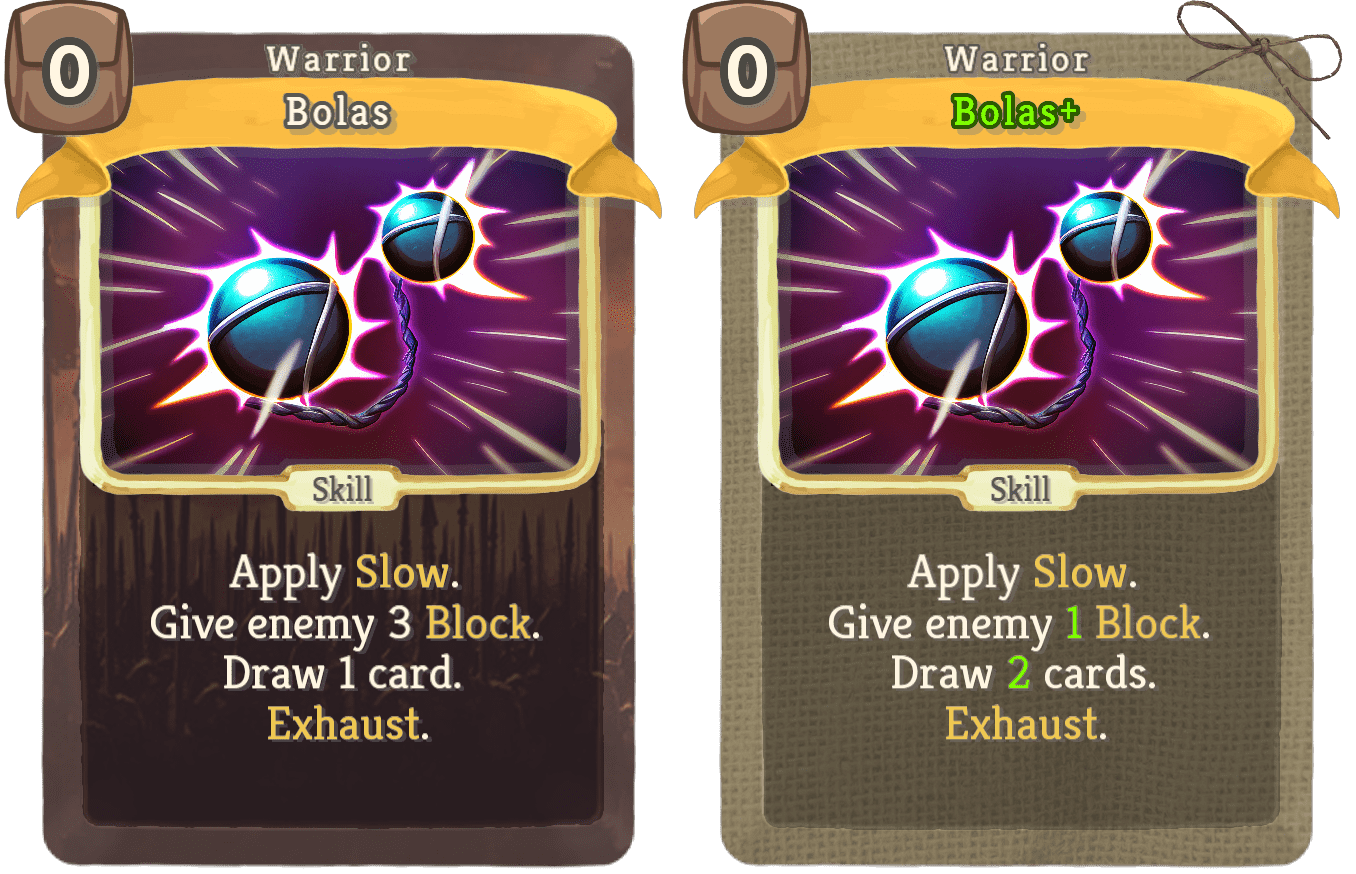 0
Warrior
Bolas
Skill
Apply Slow.
Give enemy 3 Block.
Draw 1 card.
Exhaust.
0
Warrior
Bolas+
Skill
Apply Slow.
Give enemy 1 Block.
Draw 2 cards.
Exhaust.